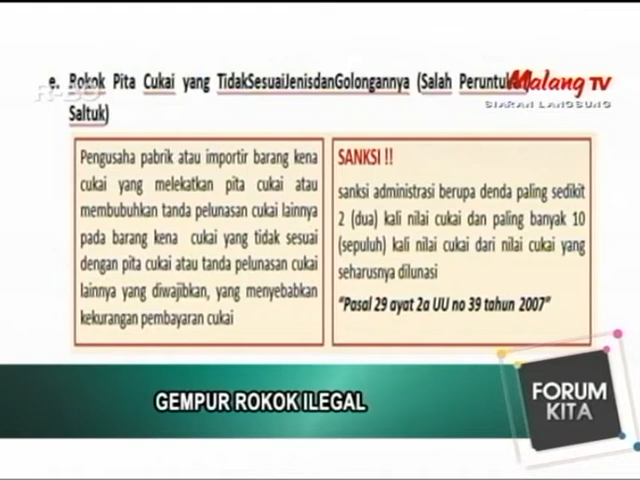 e. Rokok Pita Cukai yang TidakSesuaiJenisdanGolongannya (Salah
Saltuk)
R-BO
Malang TV
SIARAN LANGSUNG
Pengusaha pabrik atau importir barang kena
cukai yang melekatkan pita cukai atau
membubuhkan tanda pelunasan cukai lainnya
pada barang kena cukai yang tidak sesuai
dengan pita cukai atau tanda pelunasan cukai
lainnya yang diwajibkan, yang menyebabkan
kekurangan pembayaran cukai
SANKSI !!
sanksi administrasi berupa denda paling sedikit
2 (dua) kali nilai cukai dan paling banyak 10
(sepuluh) kali nilai cukai dari nilai cukai yang
seharusnya dilunasi
"Pasal 29 ayat 2a UU no 39 tahun 2007"
GEMPUR ROKOK ILEGAL
FORUM
KITA